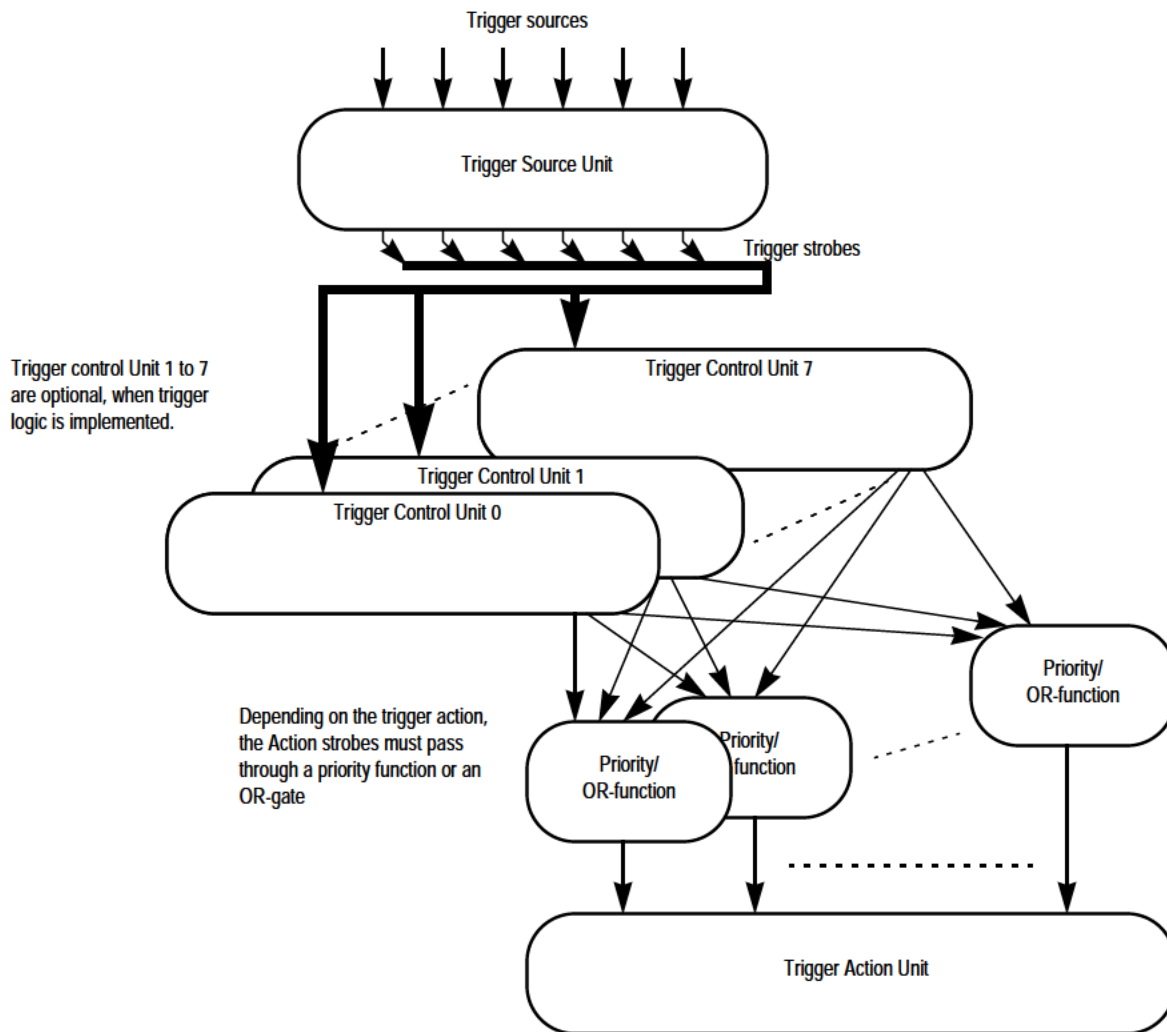 Trigger sources
Trigger Source Unit
Trigger strobes
Trigger control Unit 1 to 7
are optional, when trigger
logic is implemented.
Trigger Control Unit 7
Trigger Control Unit 1
Trigger Control Unit 0
Priority/
OR-function
Depending on the trigger action,
the Action strobes must pass
through a priority function or an
OR-gate
Priority/
function
Priority/
OR-function
Trigger Action Unit